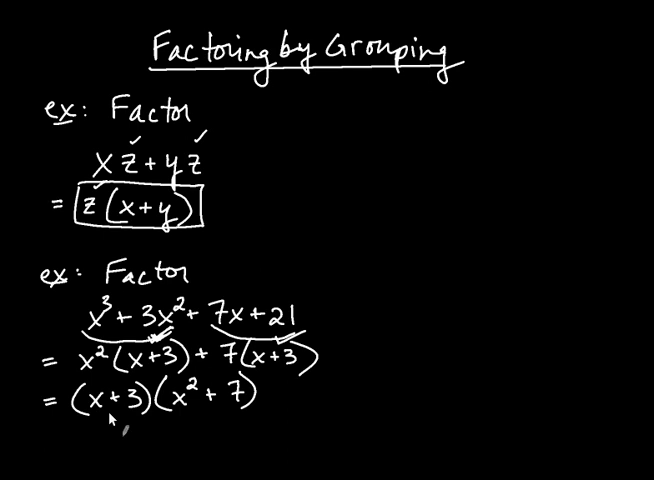 Factoring by Grouping
ex: Factor
xz + yz
= z(x+y)
ex: Factor
x³ + 3x² + 7x + 21
= x²(x+3) + 7(x+3)
= (x+3)(x² + 7)